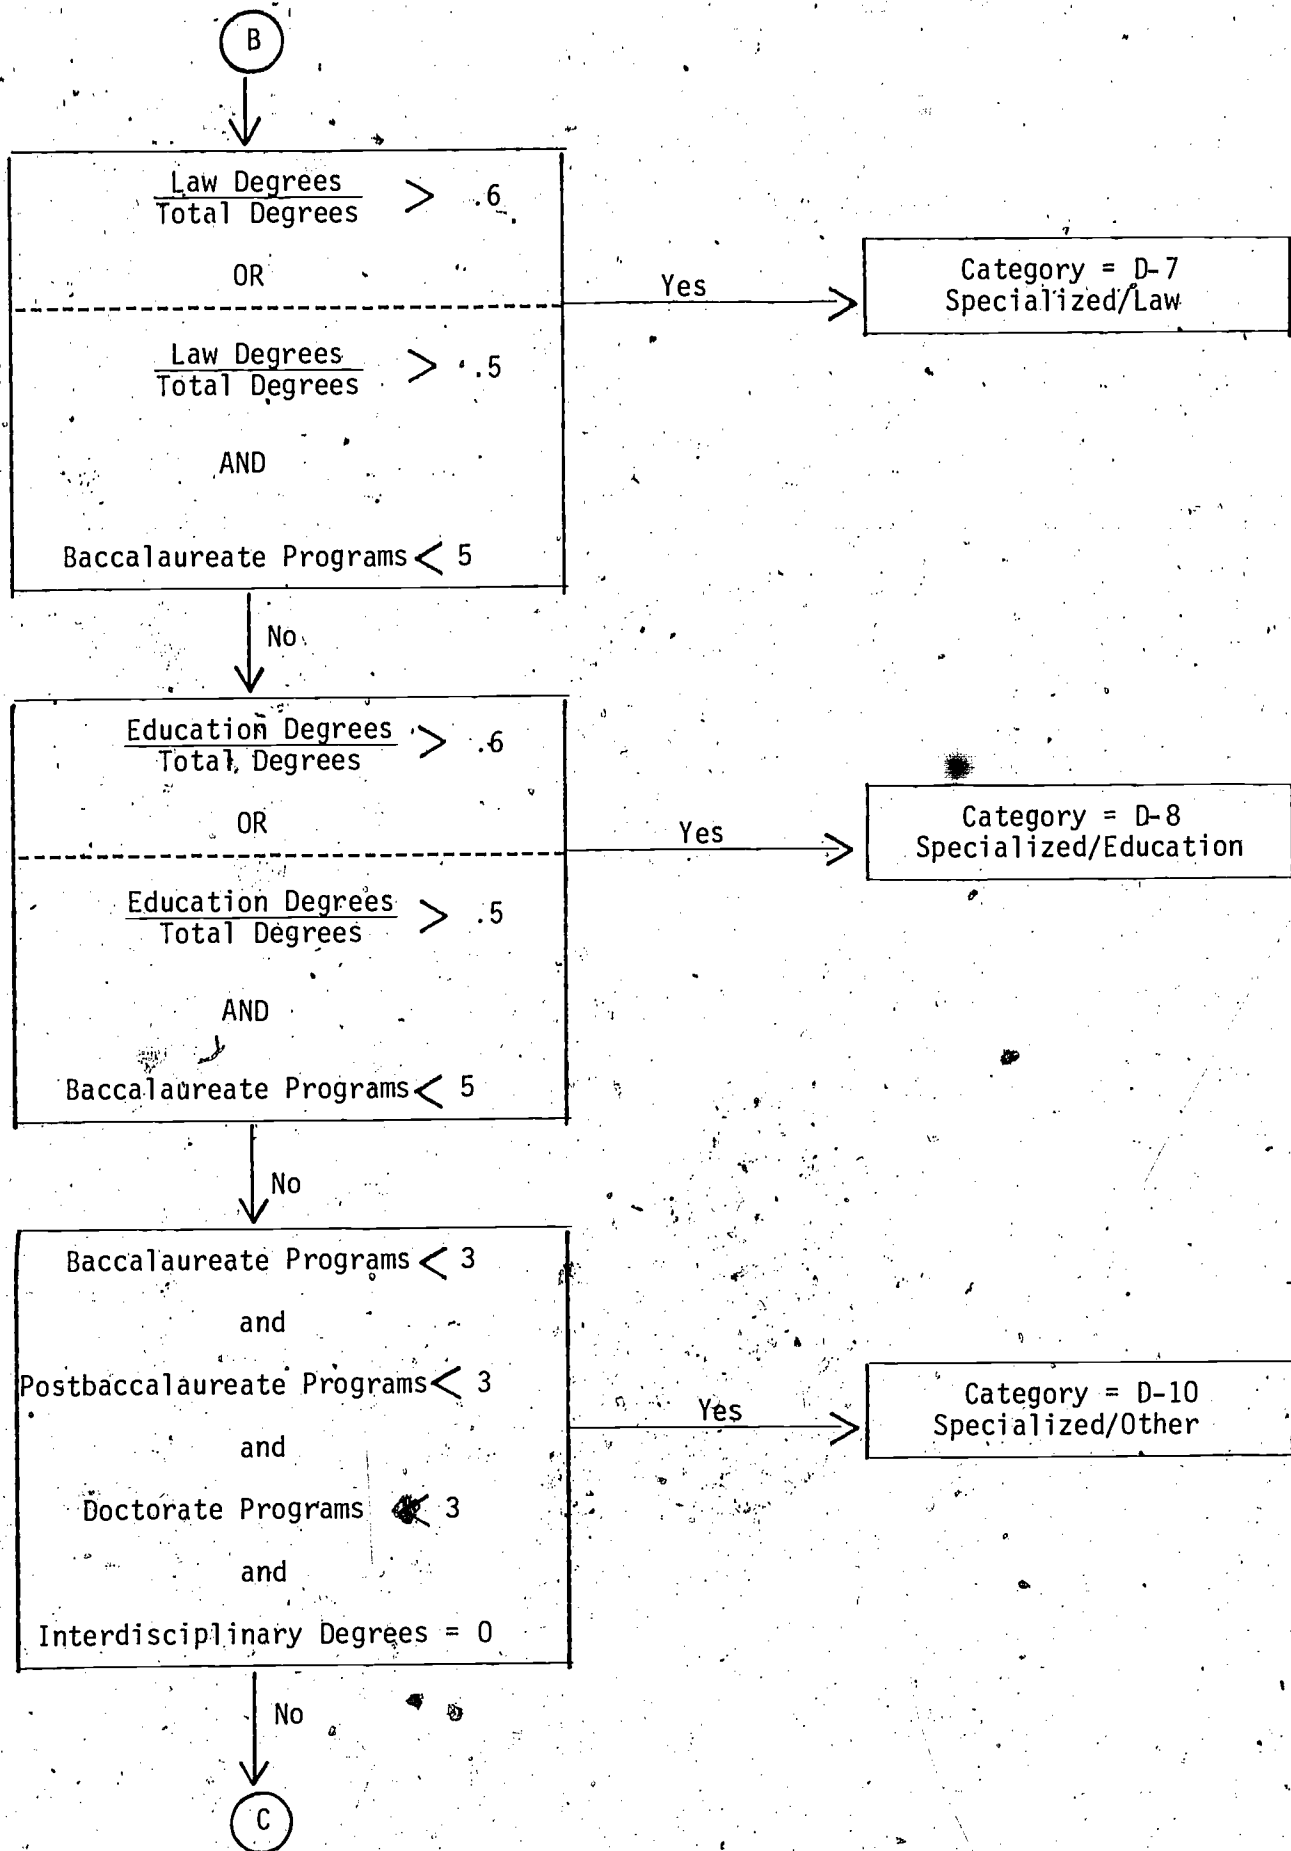 B
Law Degrees > .6
Total Degrees
OR
Yes
Category = D-7
Specialized/Law
Law Degrees > .5
Total Degrees
AND
Baccalaureate Programs < 5
No
Education Degrees > .6
Total Degrees
OR
Yes
Category = D-8
Specialized/Education
Education Degrees > .5
Total Degrees
AND
Baccalaureate Programs < 5
No
Baccalaureate Programs < 3
and
Postbaccalaureate Programs < 3
and
Yes
Category = D-10
Specialized/Other
Doctorate Programs < 3
and
Interdisciplinary Degrees = 0
No
C